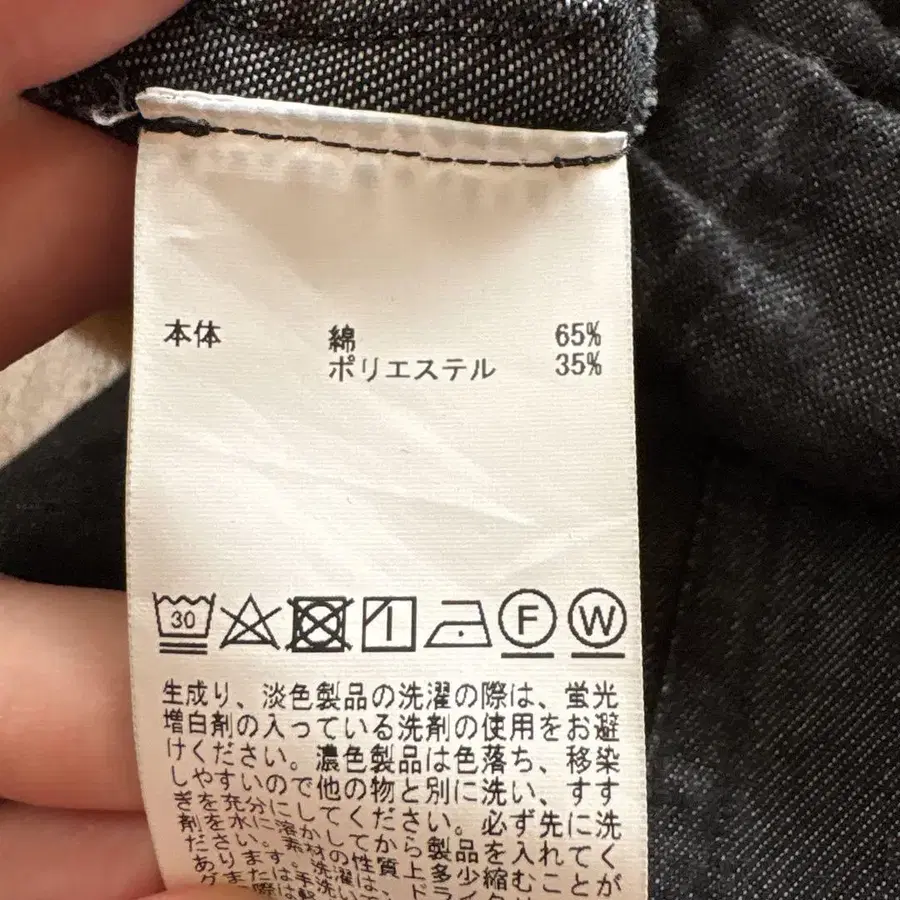 本体 綿 65%
ポリエステル 35%
30 F W
生成り、淡色製品の洗濯の際は、蛍光
増白剤の入っている洗剤の使用をお避
けください。濃色製品は色落ち、移染
しやすいので他の物と別に洗い、すす
ぎを充分にしてください。必ず先に洗
剤を水に溶かしてから製品を入れてく
ださい。素材の性質上多少縮むことが
あります。